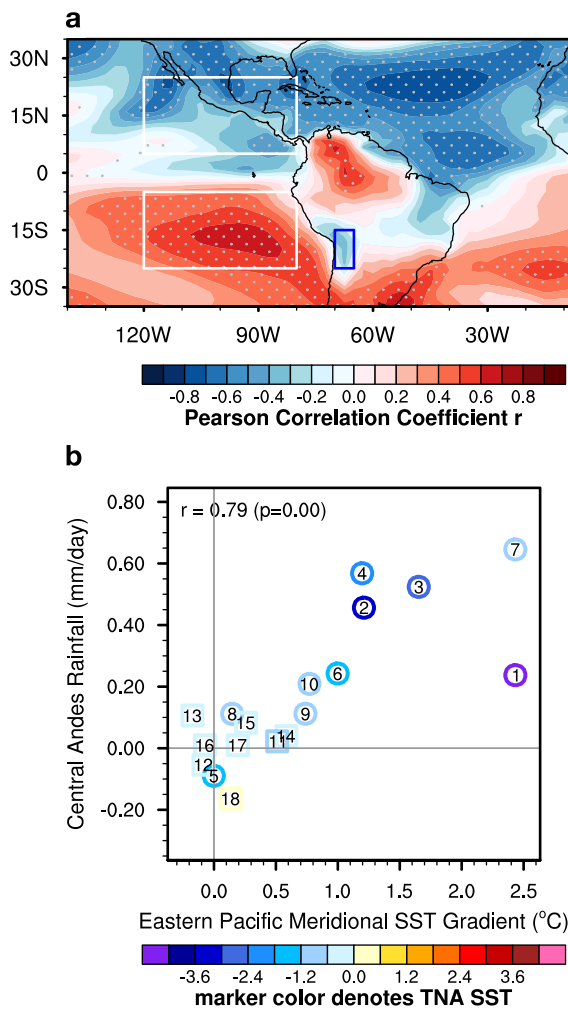 a
30N
15N
0
15S
30S
120W 90W 60W 30W
-0.8 -0.6 -0.4 -0.2 0.0 0.2 0.4 0.6 0.8
Pearson Correlation Coefficient r
b
r = 0.79 (p=0.00)
Central Andes Rainfall (mm/day)
0.80
0.60
0.40
0.20
0.00
-0.20
7
4
3
2
6
1
10
13
8
9
15
14
16
17
11
12
5
18
0.0 0.5 1.0 1.5 2.0 2.5
Eastern Pacific Meridional SST Gradient (°C)
-3.6 -2.4 -1.2 0.0 1.2 2.4 3.6
marker color denotes TNA SST